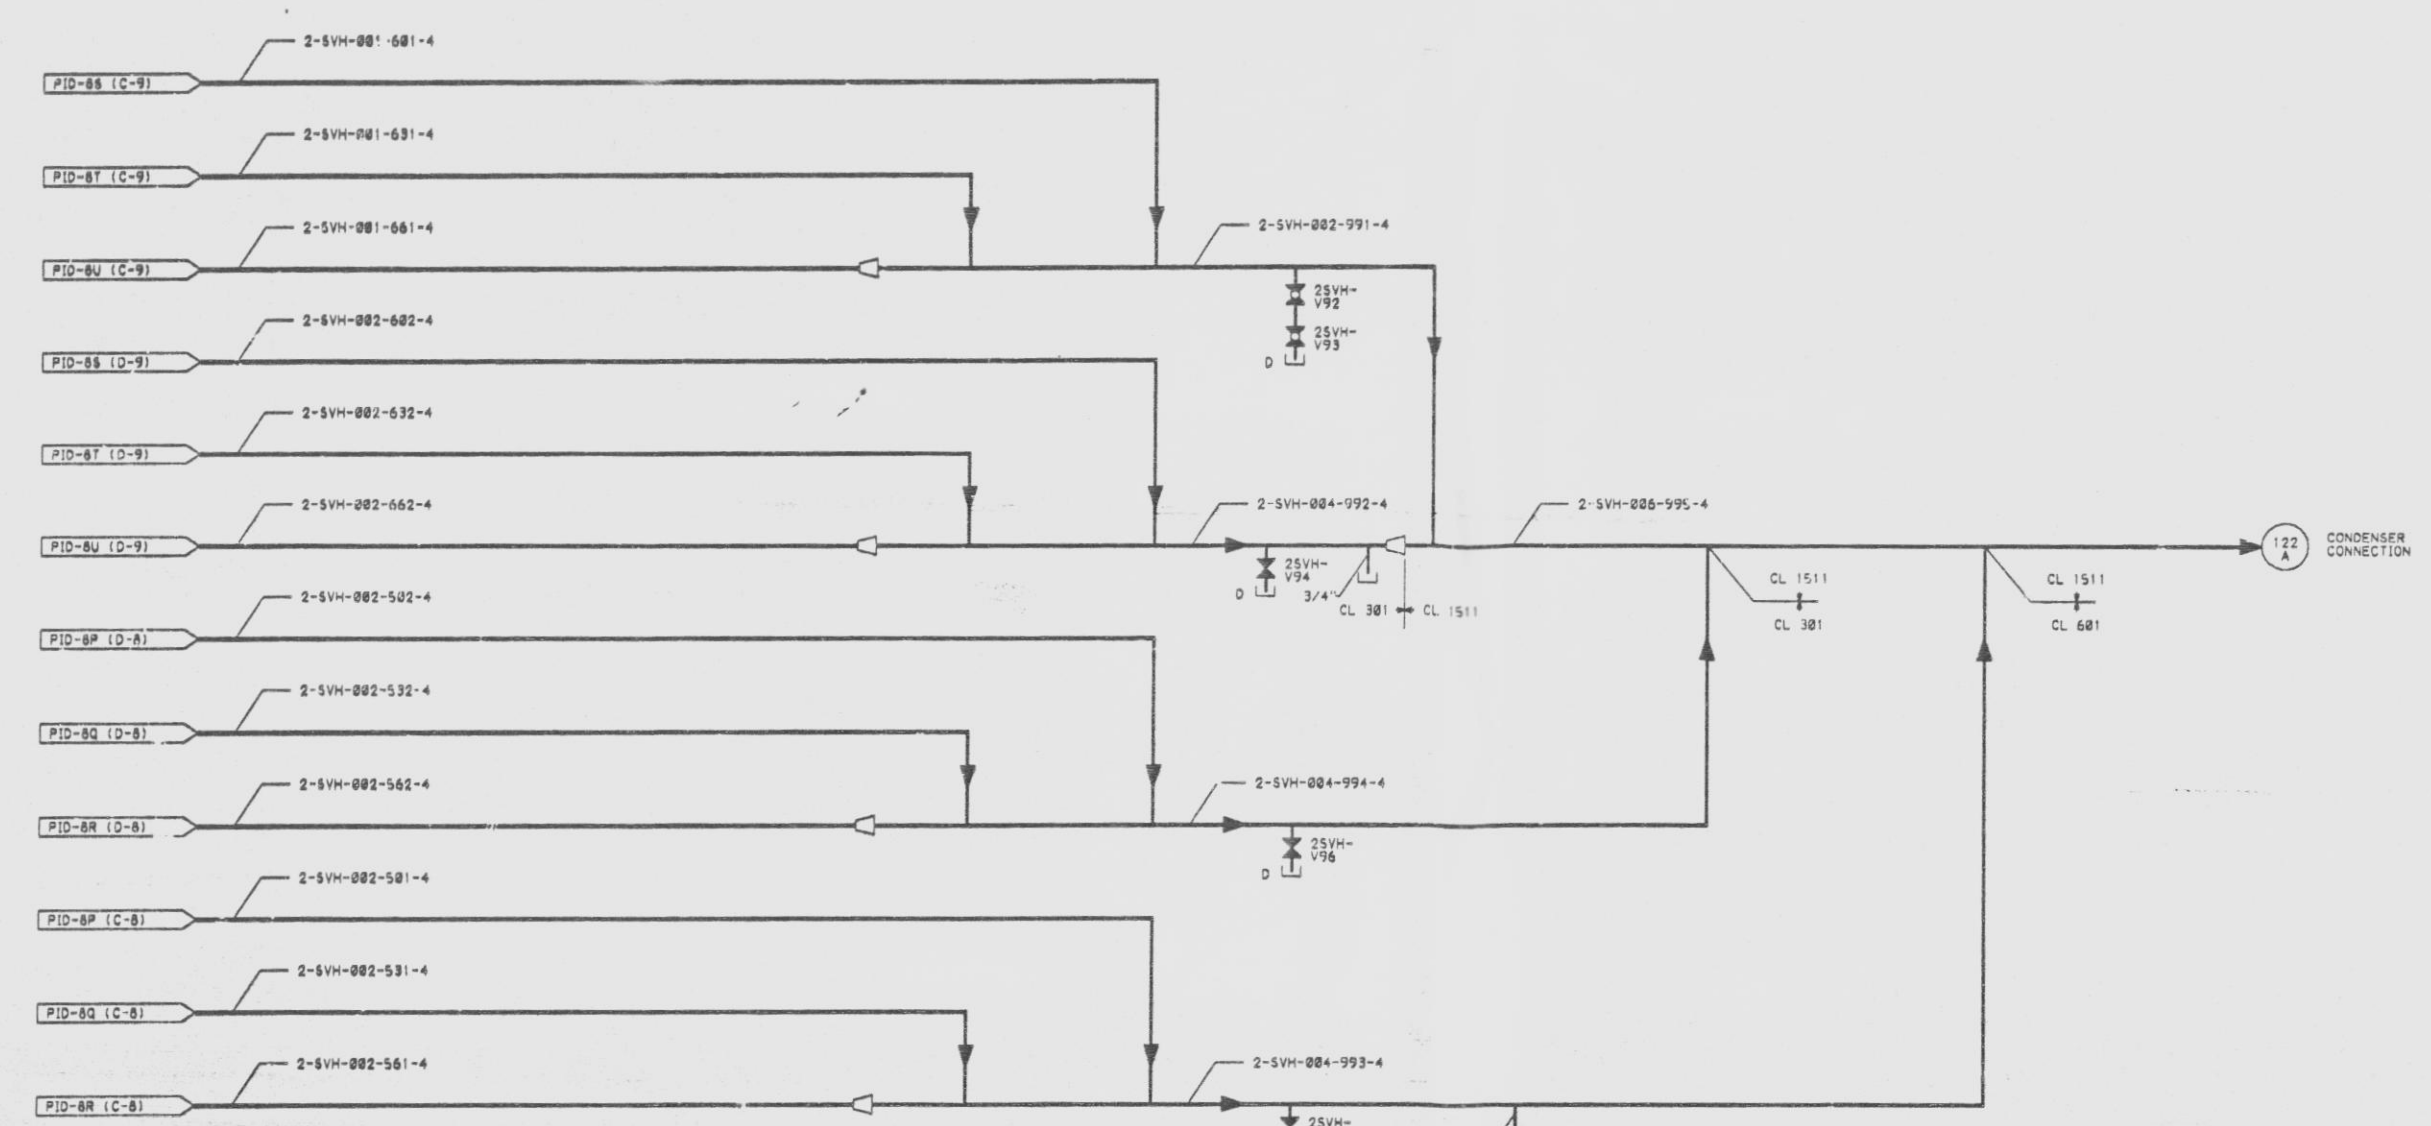 2-SVH-001-601-4
PID-8S (C-9)
2-SVH-001-631-4
PID-8T (C-9)
2-SVH-001-661-4
2-SVH-002-991-4
PID-8U (C-9)
2SVH-
V92
2-SVH-002-602-4
2SVH-
V93
PID-8S (D-9)
D
2-SVH-002-632-4
PID-8T (D-9)
2-SVH-002-662-4
2-SVH-004-992-4
2-SVH-006-995-4
PID-8U (D-9)
122
A
CONDENSER
CONNECTION
2SVH-
V94
D
3/4"
CL 301
CL 1511
CL 1511
CL 301
CL 1511
CL 601
2-SVH-002-502-4
PID-8P (D-8)
2-SVH-002-532-4
PID-8Q (D-8)
2-SVH-002-562-4
2-SVH-004-994-4
PID-8R (D-8)
2SVH-
V96
D
2-SVH-002-501-4
PID-8P (C-8)
2-SVH-002-531-4
PID-8Q (C-8)
2-SVH-002-561-4
2-SVH-004-993-4
PID-8R (C-8)
2SVH-